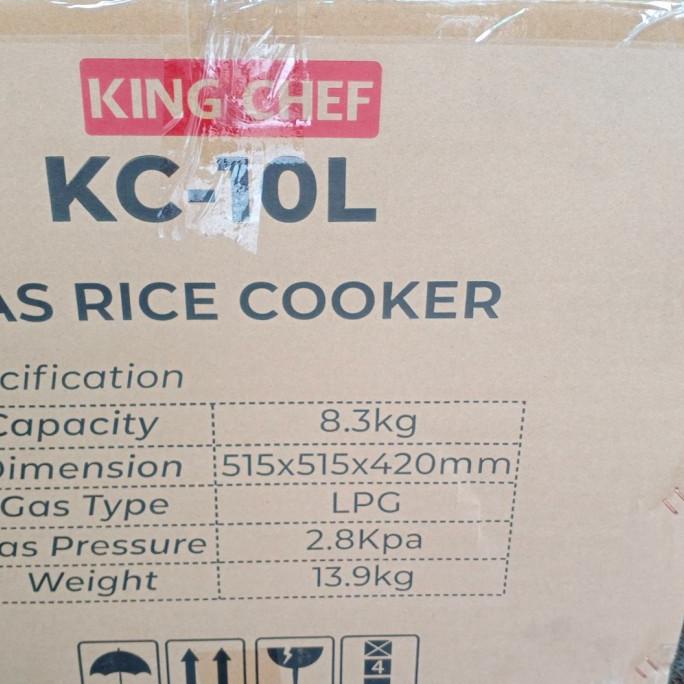 KING CHEF
KC-10L
AS RICE COOKER
cification
Capacity 8.3kg
Dimension 515x515x420mm
Gas Type LPG
as Pressure 2.8Kpa
Weight 13.9kg
4